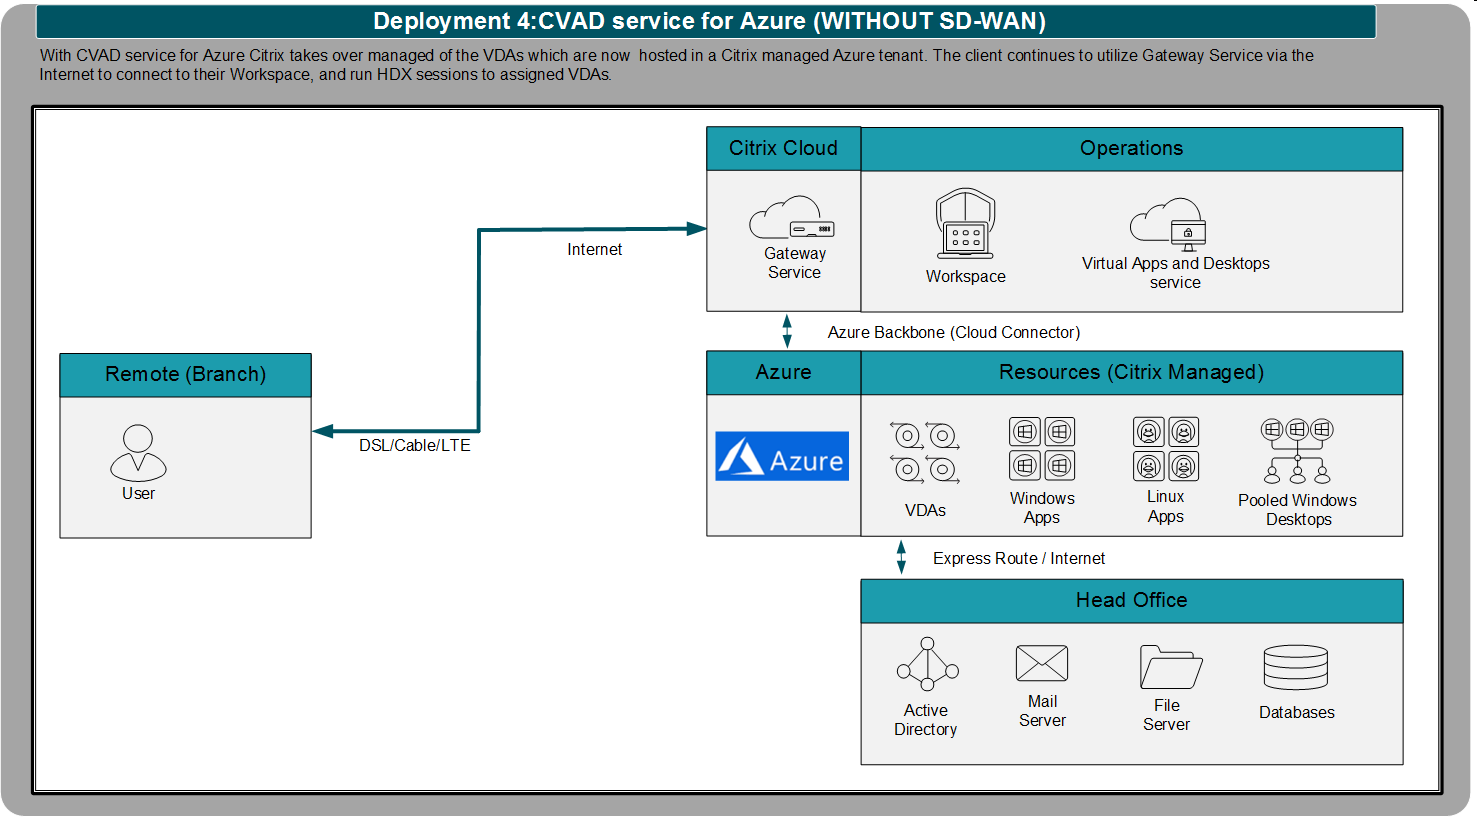 Deployment 4:CVAD service for Azure (WITHOUT SD-WAN)
With CVAD service for Azure Citrix takes over managed of the VDAs which are now hosted in a Citrix managed Azure tenant. The client continues to utilize Gateway Service via the
Internet to connect to their Workspace, and run HDX sessions to assigned VDAs.
Citrix Cloud
Operations
Gateway
Service
Workspace
Virtual Apps and Desktops
service
Internet
Azure Backbone (Cloud Connector)
Remote (Branch)
User
DSL/Cable/LTE
Azure
Resources (Citrix Managed)
Azure
VDAs
Windows
Apps
Linux
Apps
Pooled Windows
Desktops
Express Route / Internet
Head Office
Active
Directory
Mail
Server
File
Server
Databases